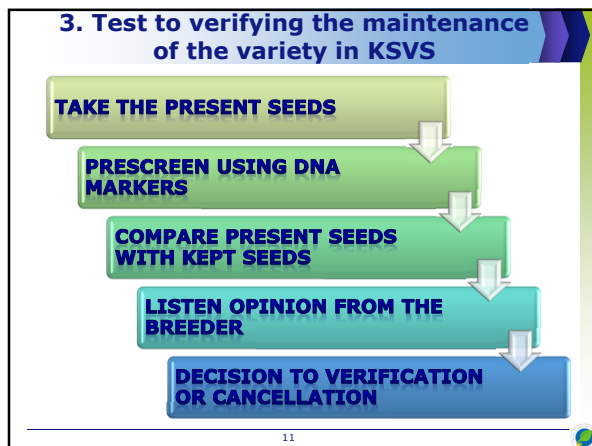 3. Test to verifying the maintenance
of the variety in KSVS
TAKE THE PRESENT SEEDS
PRESCREEN USING DNA
MARKERS
COMPARE PRESENT SEEDS
WITH KEPT SEEDS
LISTEN OPINION FROM THE
BREEDER
DECISION TO VERIFICATION
OR CANCELLATION
11